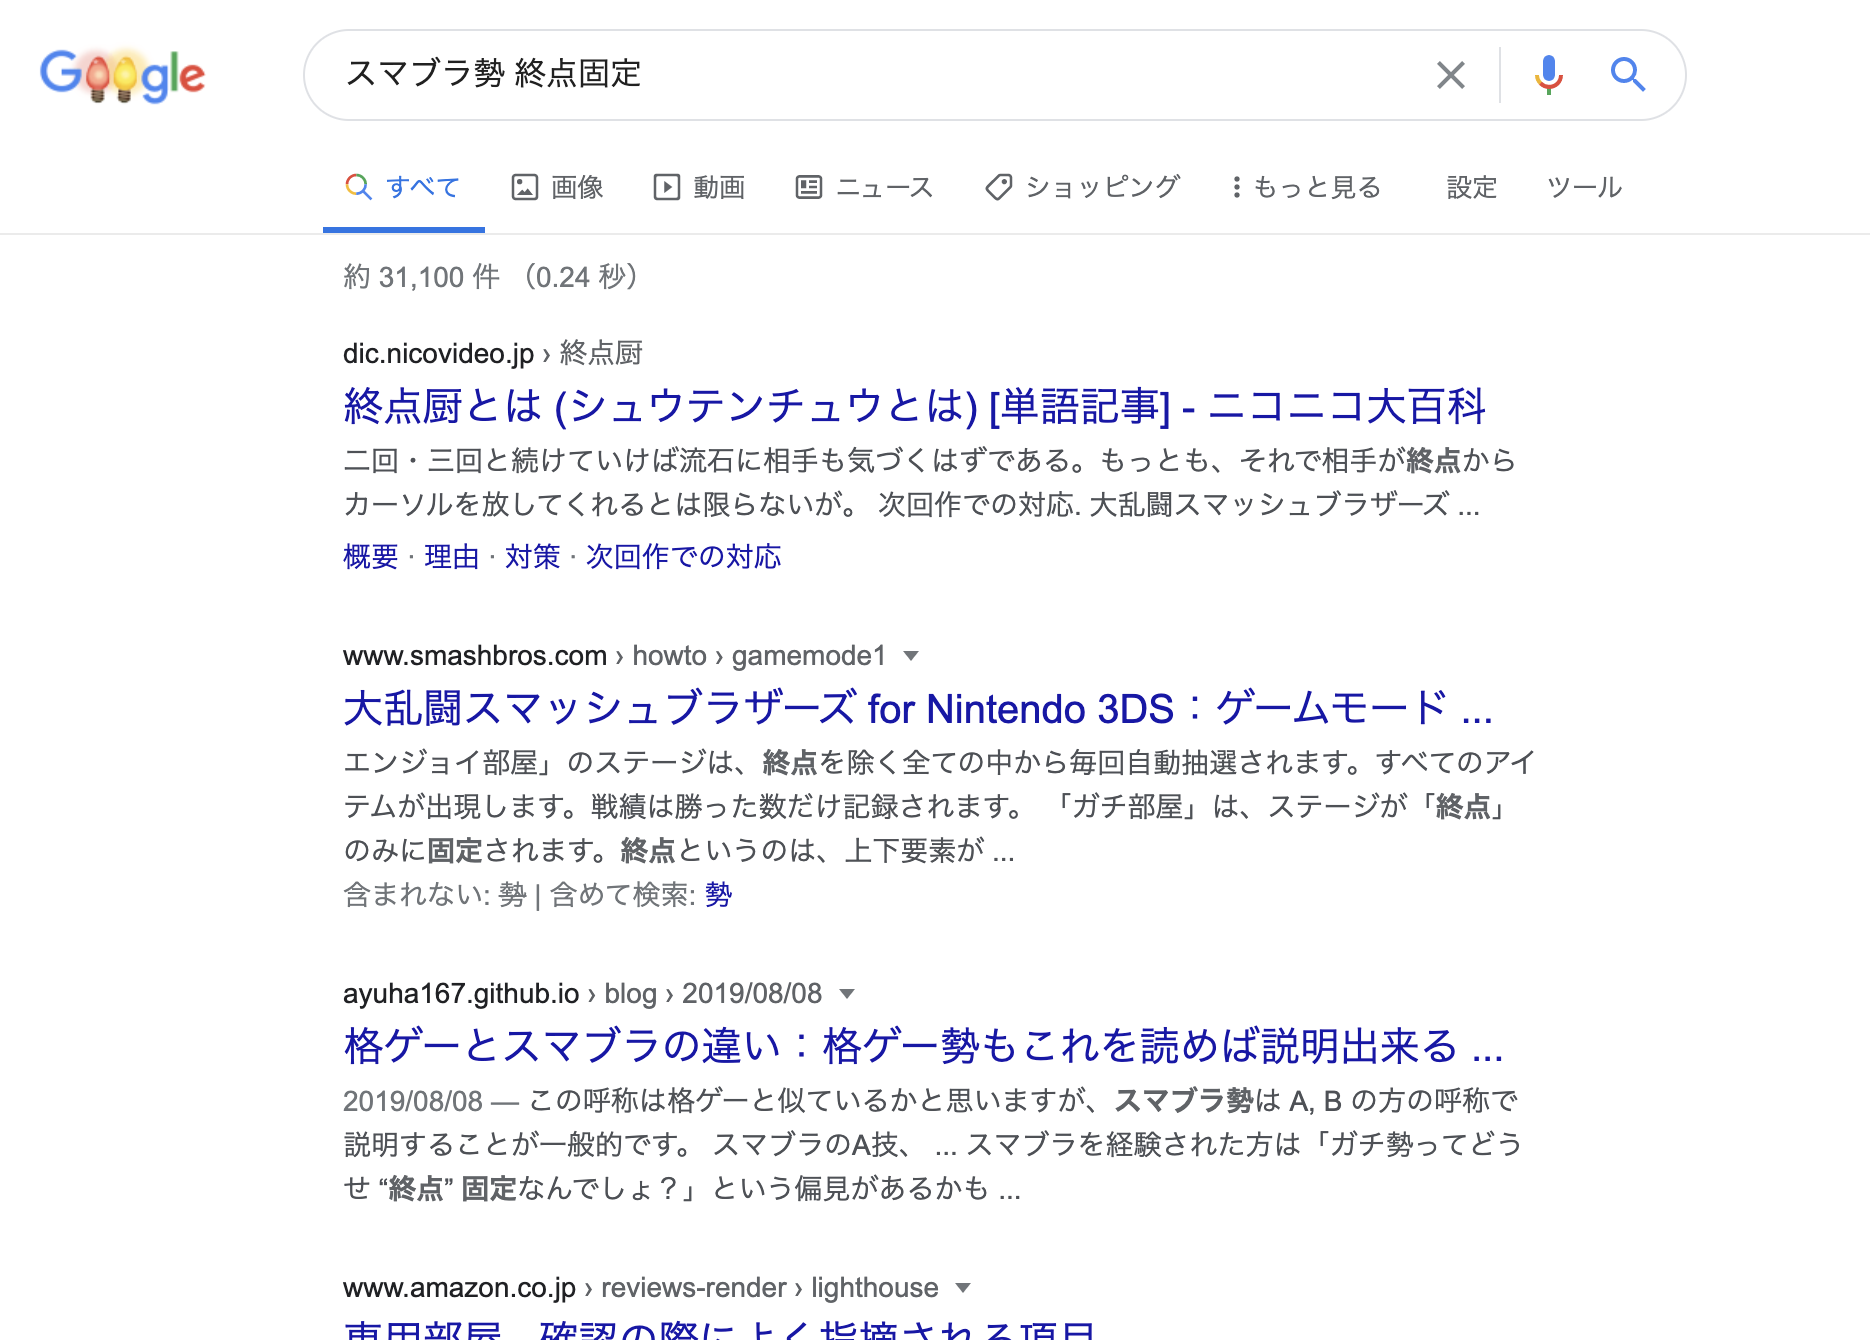 Google
スマブラ勢 終点固定
すべて 画像 動画 ニュース ショッピング もっと見る 設定 ツール
約 31,100 件 （0.24 秒）
dic.nicovideo.jp › 終点厨
終点厨とは (シュウテンチュウとは) [単語記事] - ニコニコ大百科
二回・三回と続けていけば流石に相手も気づくはずである。もっとも、それで相手が終点から
カーソルを放してくれるとは限らないが。 次回作での対応. 大乱闘スマッシュブラザーズ ...
概要 · 理由 · 対策 · 次回作での対応
www.smashbros.com › howto › gamemode1
大乱闘スマッシュブラザーズ for Nintendo 3DS：ゲームモード ...
エンジョイ部屋」のステージは、終点を除く全ての中から毎回自動抽選されます。すべてのアイ
テムが出現します。戦績は勝った数だけ記録されます。 「ガチ部屋」は、ステージが「終点」
のみに固定されます。終点というのは、上下要素が ...
含まれない: 勢 | 含めて検索: 勢
ayuha167.github.io › blog › 2019/08/08
格ゲーとスマブラの違い：格ゲー勢もこれを読めば説明出来る ...
2019/08/08 — この呼称は格ゲーと似ているかと思いますが、スマブラ勢は A, B の方の呼称で
説明することが一般的です。 スマブラのA技、 ... スマブラを経験された方は「ガチ勢ってどう
せ “終点” 固定なんでしょ？」という偏見があるかも ...
www.amazon.co.jp › reviews-render › lighthouse
専用部屋 - 確認の際によく指摘される項目